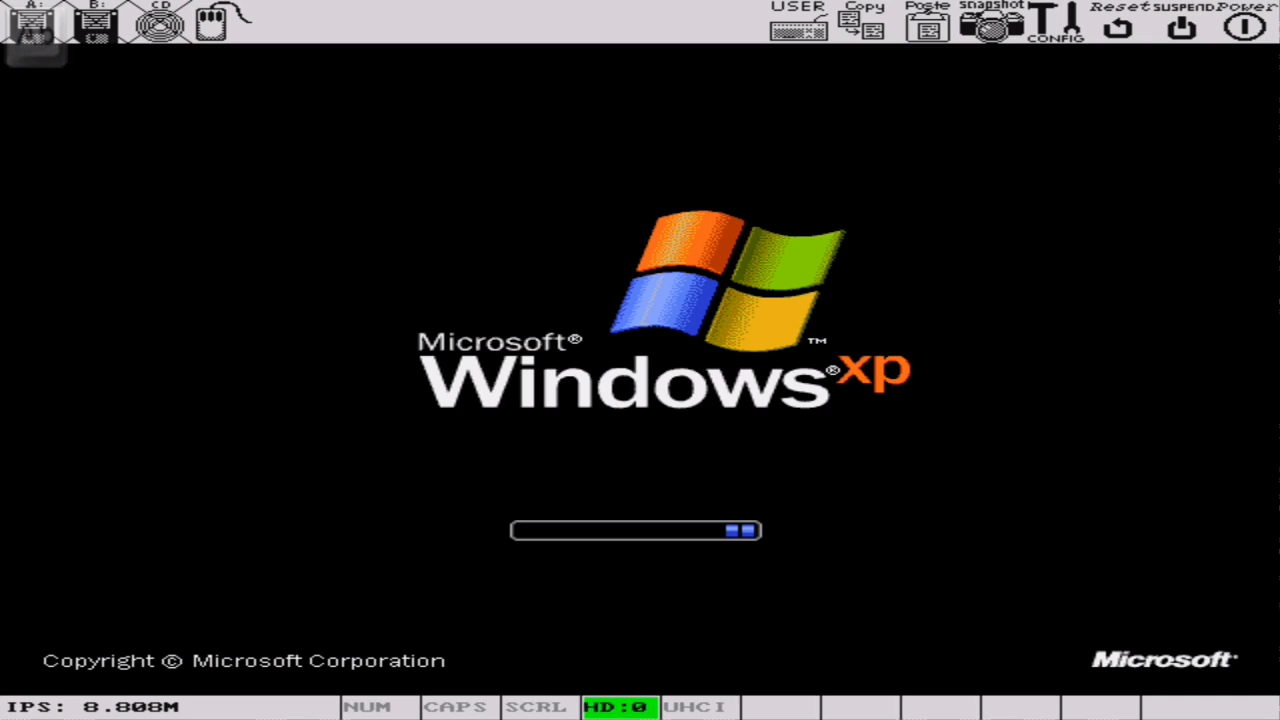 A: B: CD USER Copy Paste snapshot Reset SUSPEND Power
CONFIG
Microsoft®
™
Windows® xp
Copyright © Microsoft Corporation
Microsoft
IPS: 8.808M NUM CAPS SCRL HD:0 UHCI